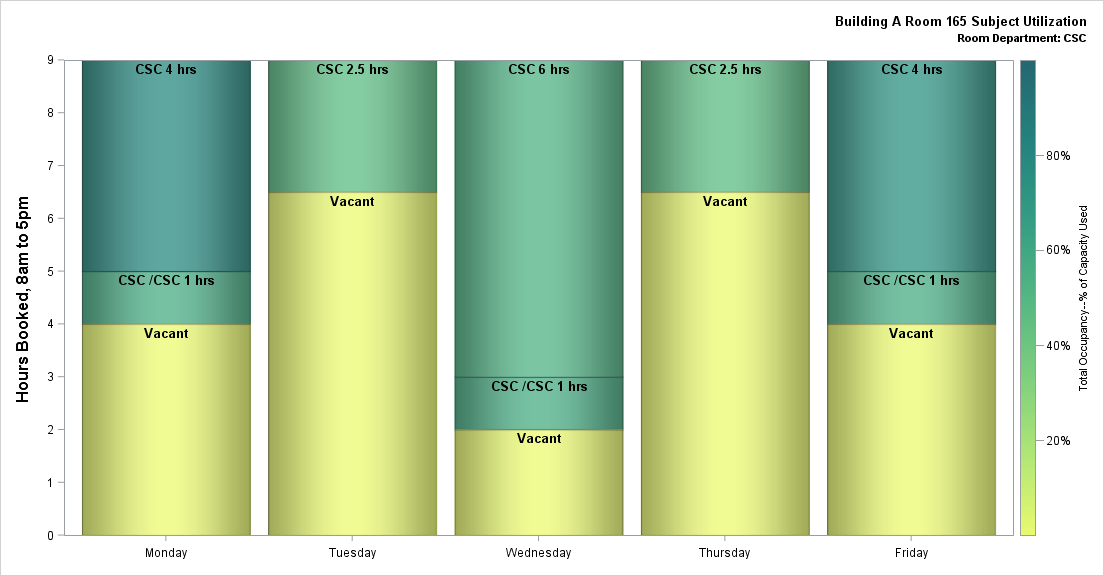 Building A Room 165 Subject Utilization
Room Department: CSC
Hours Booked, 8am to 5pm
9
8
7
6
5
4
3
2
1
0
CSC 4 hrs
CSC /CSC 1 hrs
Vacant
CSC 2.5 hrs
Vacant
CSC 6 hrs
CSC /CSC 1 hrs
Vacant
CSC 2.5 hrs
Vacant
CSC 4 hrs
CSC /CSC 1 hrs
Vacant
Monday
Tuesday
Wednesday
Thursday
Friday
80%
60%
40%
20%
Total Occupancy--% of Capacity Used